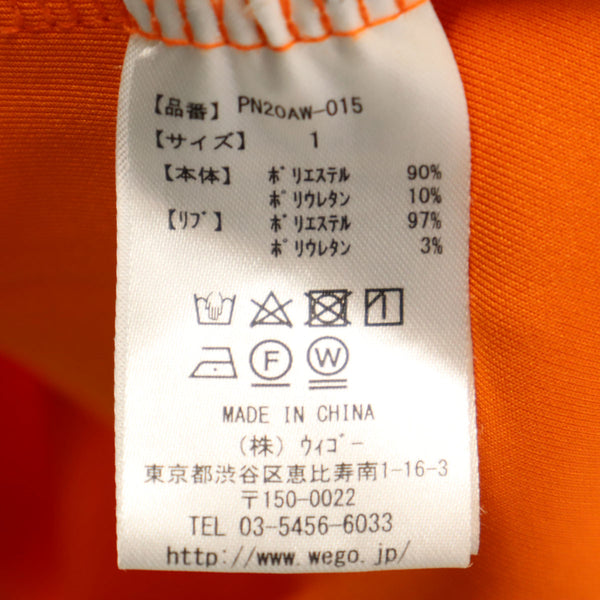 【品番】 PN20AW-015
【サイズ】 1
【本体】 ポリエステル 90%
ポリウレタン 10%
【リブ】 ポリエステル 97%
ポリウレタン 3%
F W
MADE IN CHINA
(株) ウィゴー
東京都渋谷区恵比寿南1-16-3
〒150-0022
TEL 03-5456-6033
http://www.wego.jp/